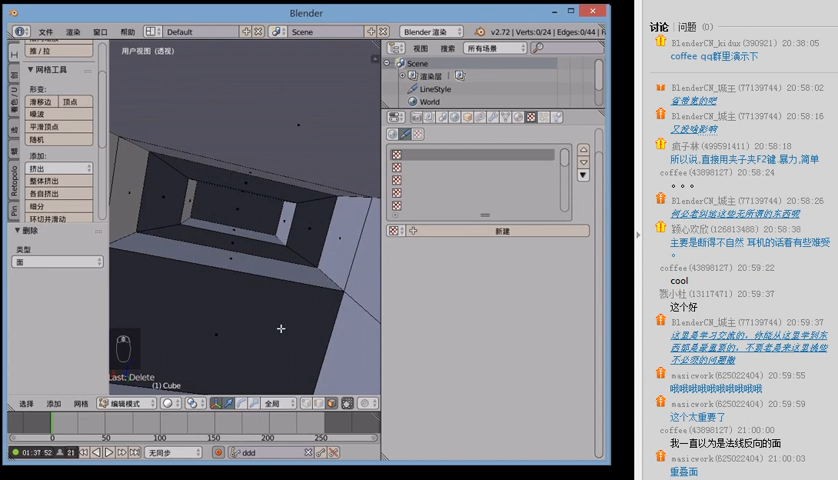 Blender
文件
渲染
窗口
帮助
Default
Scene
Blender 渲染
v2.72 | Verts:0/24 | Edges:0/44 | F
推 / 拉
网格工具
形变:
滑移边
顶点
噪波
平滑顶点
随机
添加:
挤出
整体挤出
各自挤出
细分
环切并滑动
Retopolo
Pin
删除
类型
面
用户视图 (透视)
Last: Delete
(1) Cube
选择
添加
网格
编辑模式
全局
0
50
100
150
200
250
01:37 52
21
无同步
ddd
视图
搜索
所有场景
Scene
渲染层
LineStyle
World
新建
讨论
问题 (0)
BlenderCN_kidux(390921) 20:38:05
coffee qq群里演示下
BlenderCN_城主(77139744) 20:58:02
BlenderCN_城主(77139744) 20:58:16
又没啥影响
疯子林(499591411) 20:58:18
所以说,直接用夹子夹F2键.暴力,简单
coffee(43898127) 20:58:24
。。。
BlenderCN_城主(77139744) 20:58:26
何必老纠结这些无所谓的东西呢
颖心欢欣(126813488) 20:58:38
主要是顾得不自然 耳机的话看有些难受
。
coffee(43898127) 20:59:22
cool
戳小杜(13117471) 20:59:37
这个好
BlenderCN_城主(77139744) 20:59:37
这里是学习交流的，你能从这里学到东
西都是最重要的，不要老是来这里搞些
不必须的问题撒
masicwork(625022404) 20:59:55
哦哦哦哦哦哦哦哦哦哦
masicwork(625022404) 20:59:59
这个太重要了
coffee(43898127) 21:00:00
我一直以为是法线反向的面
masicwork(625022404) 21:00:03
重叠面